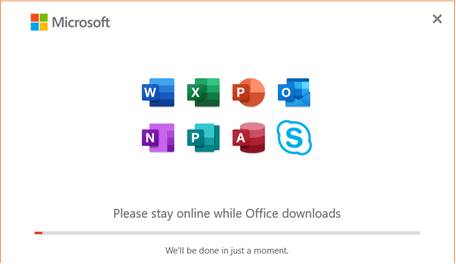 Microsoft
W X P O
N P A S
Please stay online while Office downloads
We'll be done in just a moment.